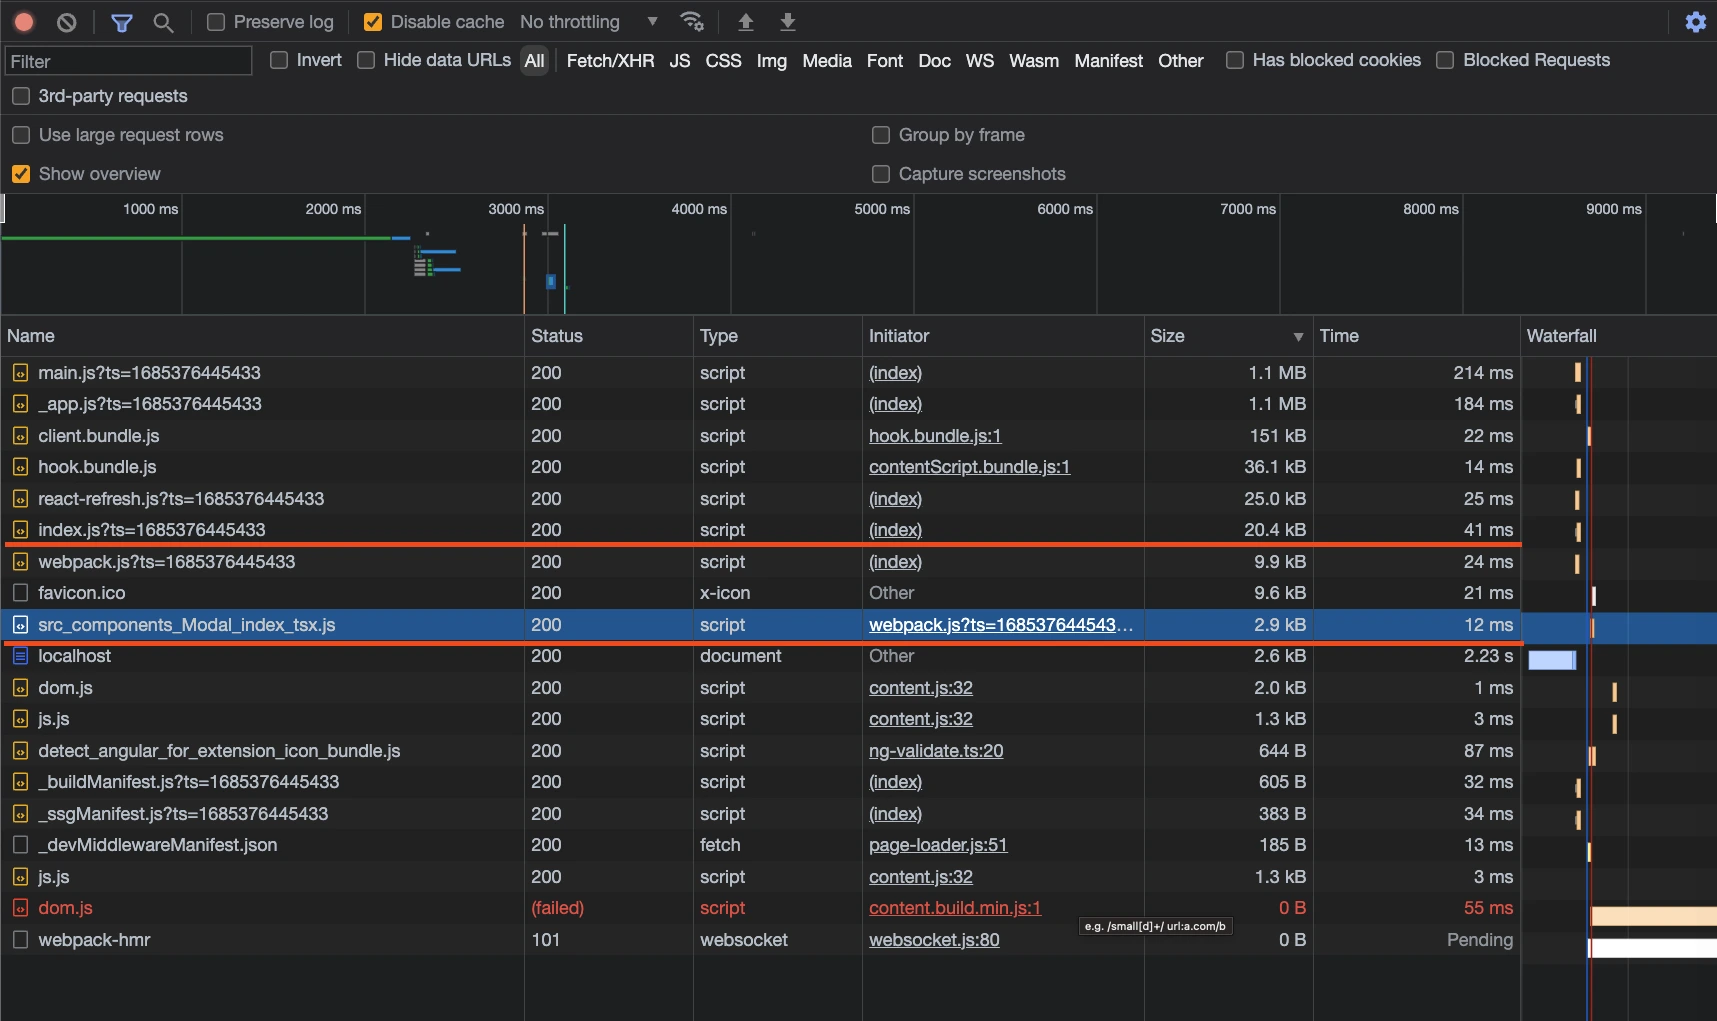 Preserve log Disable cache No throttling
Filter Invert Hide data URLs All Fetch/XHR JS CSS Img Media Font Doc WS Wasm Manifest Other Has blocked cookies Blocked Requests
3rd-party requests
Use large request rows Group by frame
Show overview Capture screenshots
1000 ms 2000 ms 3000 ms 4000 ms 5000 ms 6000 ms 7000 ms 8000 ms 9000 ms
Name Status Type Initiator Size Time Waterfall
main.js?ts=1685376445433 200 script (index) 1.1 MB 214 ms
_app.js?ts=1685376445433 200 script (index) 1.1 MB 184 ms
client.bundle.js 200 script hook.bundle.js:1 151 kB 22 ms
hook.bundle.js 200 script contentScript.bundle.js:1 36.1 kB 14 ms
react-refresh.js?ts=1685376445433 200 script (index) 25.0 kB 25 ms
index.js?ts=1685376445433 200 script (index) 20.4 kB 41 ms
webpack.js?ts=1685376445433 200 script (index) 9.9 kB 24 ms
favicon.ico 200 x-icon Other 9.6 kB 21 ms
src_components_Modal_index_tsx.js 200 script webpack.js?ts=168537644543… 2.9 kB 12 ms
localhost 200 document Other 2.6 kB 2.23 s
dom.js 200 script content.js:32 2.0 kB 1 ms
js.js 200 script content.js:32 1.3 kB 3 ms
detect_angular_for_extension_icon_bundle.js 200 script ng-validate.ts:20 644 B 87 ms
_buildManifest.js?ts=1685376445433 200 script (index) 605 B 32 ms
_ssgManifest.js?ts=1685376445433 200 script (index) 383 B 34 ms
_devMiddlewareManifest.json 200 fetch page-loader.js:51 185 B 13 ms
js.js 200 script content.js:32 1.3 kB 3 ms
dom.js (failed) script content.build.min.js:1 0 B 55 ms
e.g. /small[d]+/ url:a.com/b
webpack-hmr 101 websocket websocket.js:80 0 B Pending